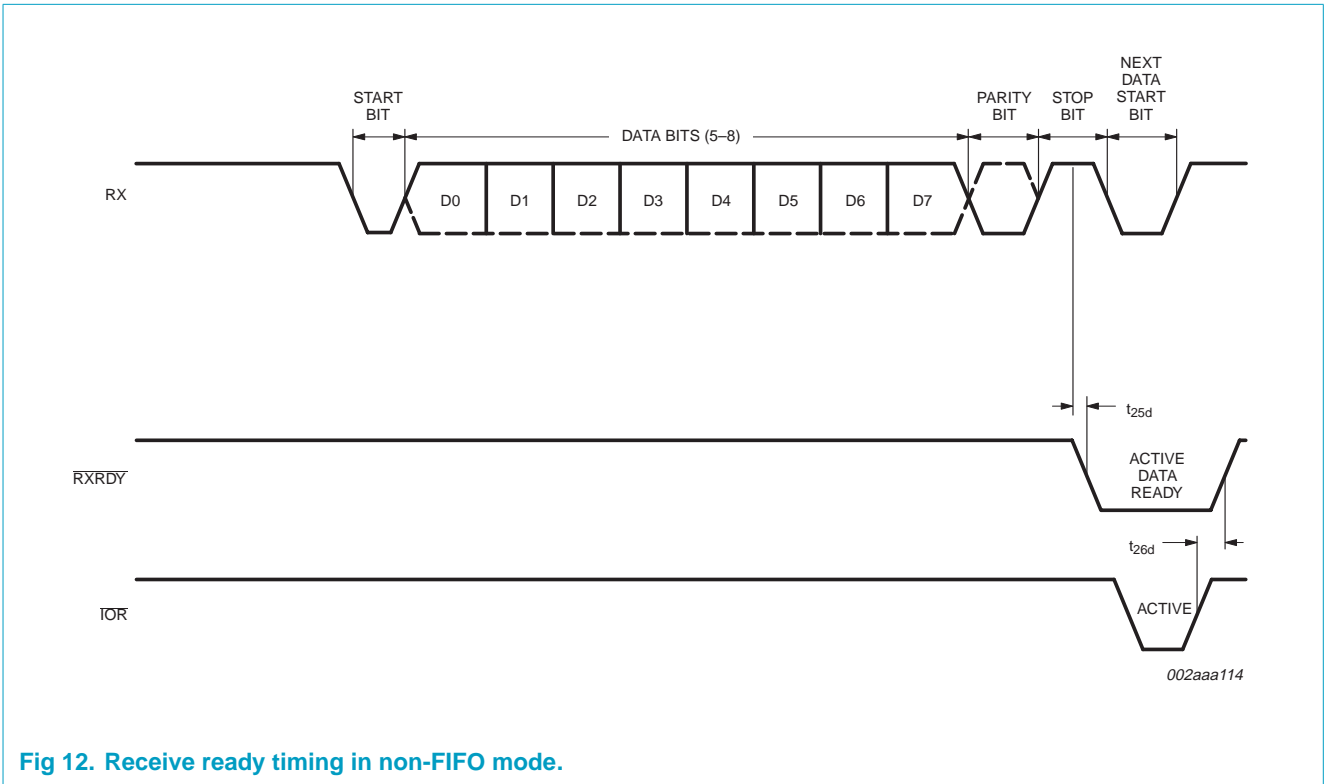 START
BIT
DATA BITS (5–8)
PARITY
BIT
STOP
BIT
NEXT
DATA
START
BIT
RX
D0
D1
D2
D3
D4
D5
D6
D7
t25d
RXRDY
ACTIVE
DATA
READY
t26d
IOR
ACTIVE
002aaa114
Fig 12. Receive ready timing in non-FIFO mode.